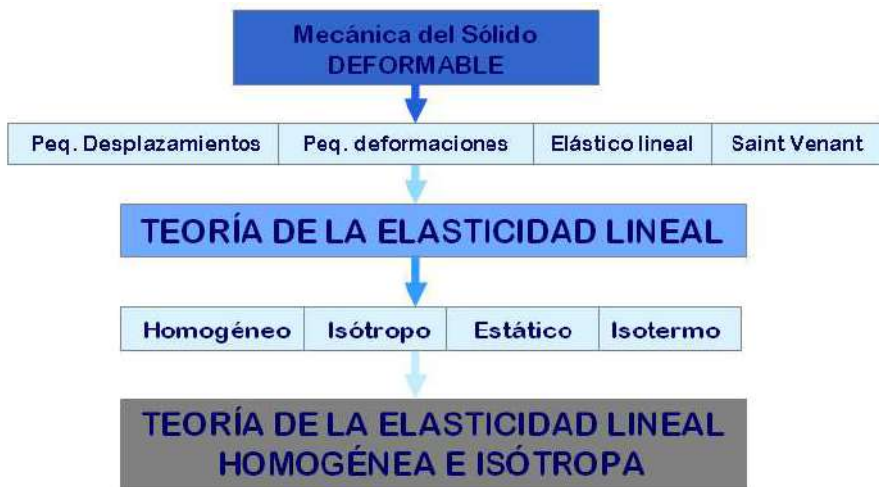 Mecánica del Sólido
DEFORMABLE
Peq. Desplazamientos
Peq. deformaciones
Elástico lineal
Saint Venant
TEORÍA DE LA ELASTICIDAD LINEAL
Homogéneo
Isótropo
Estático
Isotermo
TEORÍA DE LA ELASTICIDAD LINEAL
HOMOGÉNEA E ISÓTROPA